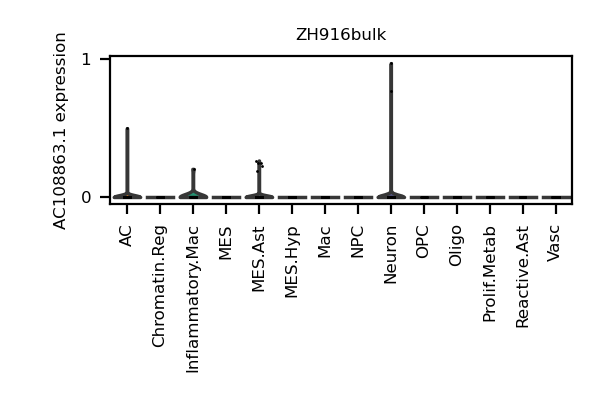 ZH916bulk
AC108863.1 expression
1
0
AC
Chromatin.Reg
Inflammatory.Mac
MES
MES.Ast
MES.Hyp
Mac
NPC
Neuron
OPC
Oligo
Prolif.Metab
Reactive.Ast
Vasc